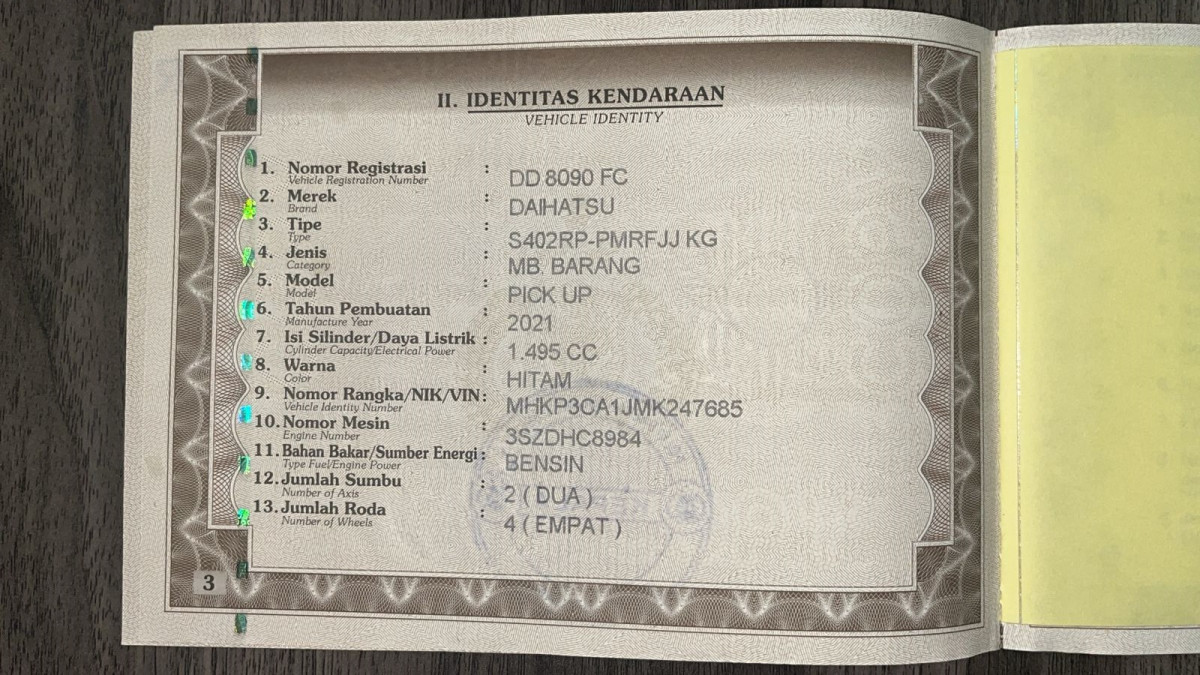 II. IDENTITAS KENDARAAN
VEHICLE IDENTITY
1. Nomor Registrasi : DD 8090 FC
Vehicle Registration Number
2. Merek : DAIHATSU
Brand
3. Tipe : S402RP-PMRFJJ KG
Type
4. Jenis : MB. BARANG
Category
5. Model : PICK UP
Model
6. Tahun Pembuatan : 2021
Manufacture Year
7. Isi Silinder/Daya Listrik : 1.495 CC
Cylinder Capacity/Electrical Power
8. Warna : HITAM
Color
9. Nomor Rangka/NIK/VIN : MHKP3CA1JMK247685
Vehicle Identity Number
10. Nomor Mesin : 3SZDHC8984
Engine Number
11. Bahan Bakar/Sumber Energi : BENSIN
Type Fuel/Engine Power
12. Jumlah Sumbu : 2 ( DUA )
Number of Axis
13. Jumlah Roda : 4 ( EMPAT )
Number of Wheels
3